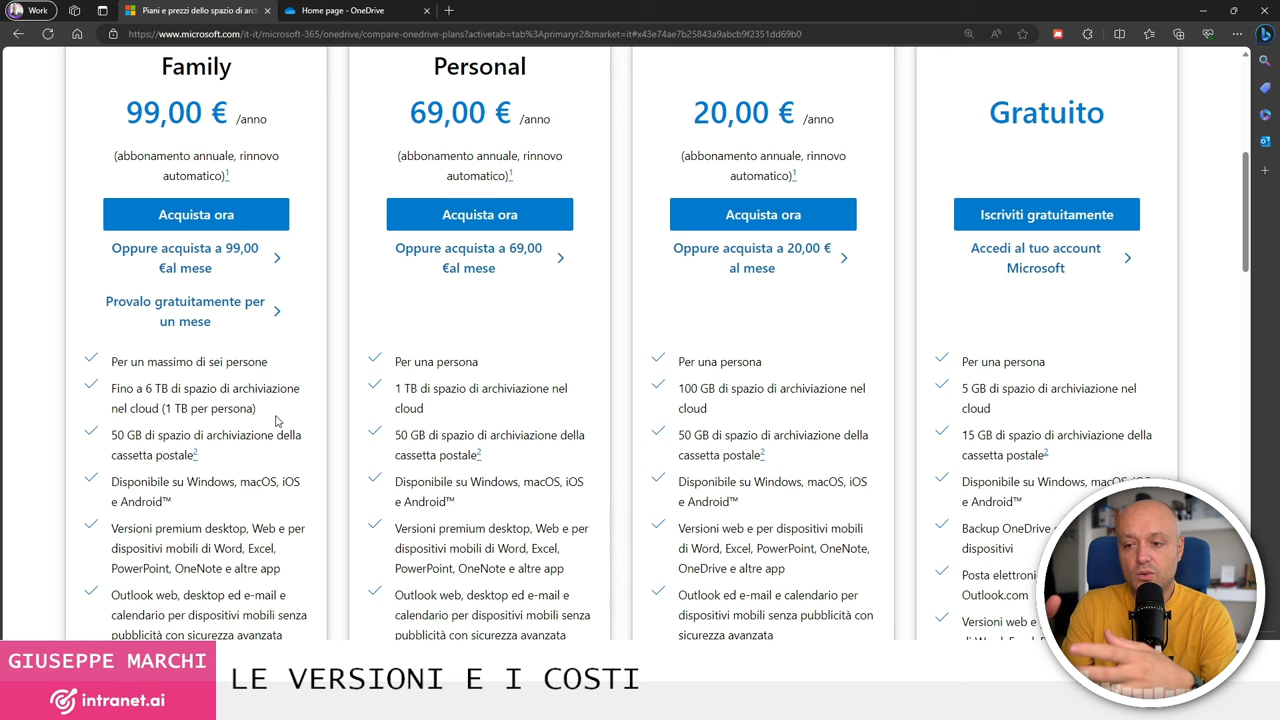 Work
Piani e prezzi dello spazio di arc
Home page - OneDrive
https://www.microsoft.com/it-it/microsoft-365/onedrive/compare-onedrive-plans?activetab=tab%3Aprimaryr2&market=it#x43e74ae7b25843a9abcb9f2351dd69b0
Family
99,00 € /anno
(abbonamento annuale, rinnovo
automatico)1
Acquista ora
Oppure acquista a 99,00
€al mese
Provalo gratuitamente per
un mese
Per un massimo di sei persone
Fino a 6 TB di spazio di archiviazione
nel cloud (1 TB per persona)
50 GB di spazio di archiviazione della
cassetta postale2
Disponibile su Windows, macOS, iOS
e Android™
Versioni premium desktop, Web e per
dispositivi mobili di Word, Excel,
PowerPoint, OneNote e altre app
Outlook web, desktop ed e-mail e
calendario per dispositivi mobili senza
pubblicità con sicurezza avanzata
Personal
69,00 € /anno
(abbonamento annuale, rinnovo
automatico)1
Acquista ora
Oppure acquista a 69,00
€al mese
Per una persona
1 TB di spazio di archiviazione nel
cloud
50 GB di spazio di archiviazione della
cassetta postale2
Disponibile su Windows, macOS, iOS
e Android™
Versioni premium desktop, Web e per
dispositivi mobili di Word, Excel,
PowerPoint, OneNote e altre app
Outlook web, desktop ed e-mail e
calendario per dispositivi mobili senza
pubblicità con sicurezza avanzata
20,00 € /anno
(abbonamento annuale, rinnovo
automatico)1
Acquista ora
Oppure acquista a 20,00 €
al mese
Per una persona
100 GB di spazio di archiviazione nel
cloud
50 GB di spazio di archiviazione della
cassetta postale2
Disponibile su Windows, macOS, iOS
e Android™
Versioni web e per dispositivi mobili
di Word, Excel, PowerPoint, OneNote,
OneDrive e altre app
Outlook ed e-mail e calendario per
dispositivi mobili senza pubblicità con
sicurezza avanzata
Gratuito
Iscriviti gratuitamente
Accedi al tuo account
Microsoft
Per una persona
5 GB di spazio di archiviazione nel
cloud
15 GB di spazio di archiviazione della
cassetta postale2
Disponibile su Windows, macOS, iOS
e Android™
Backup OneDrive
dispositivi
Posta elettroni
Outlook.com
Versioni web e
GIUSEPPE MARCHI
intranet.ai
LE VERSIONI E I COSTI